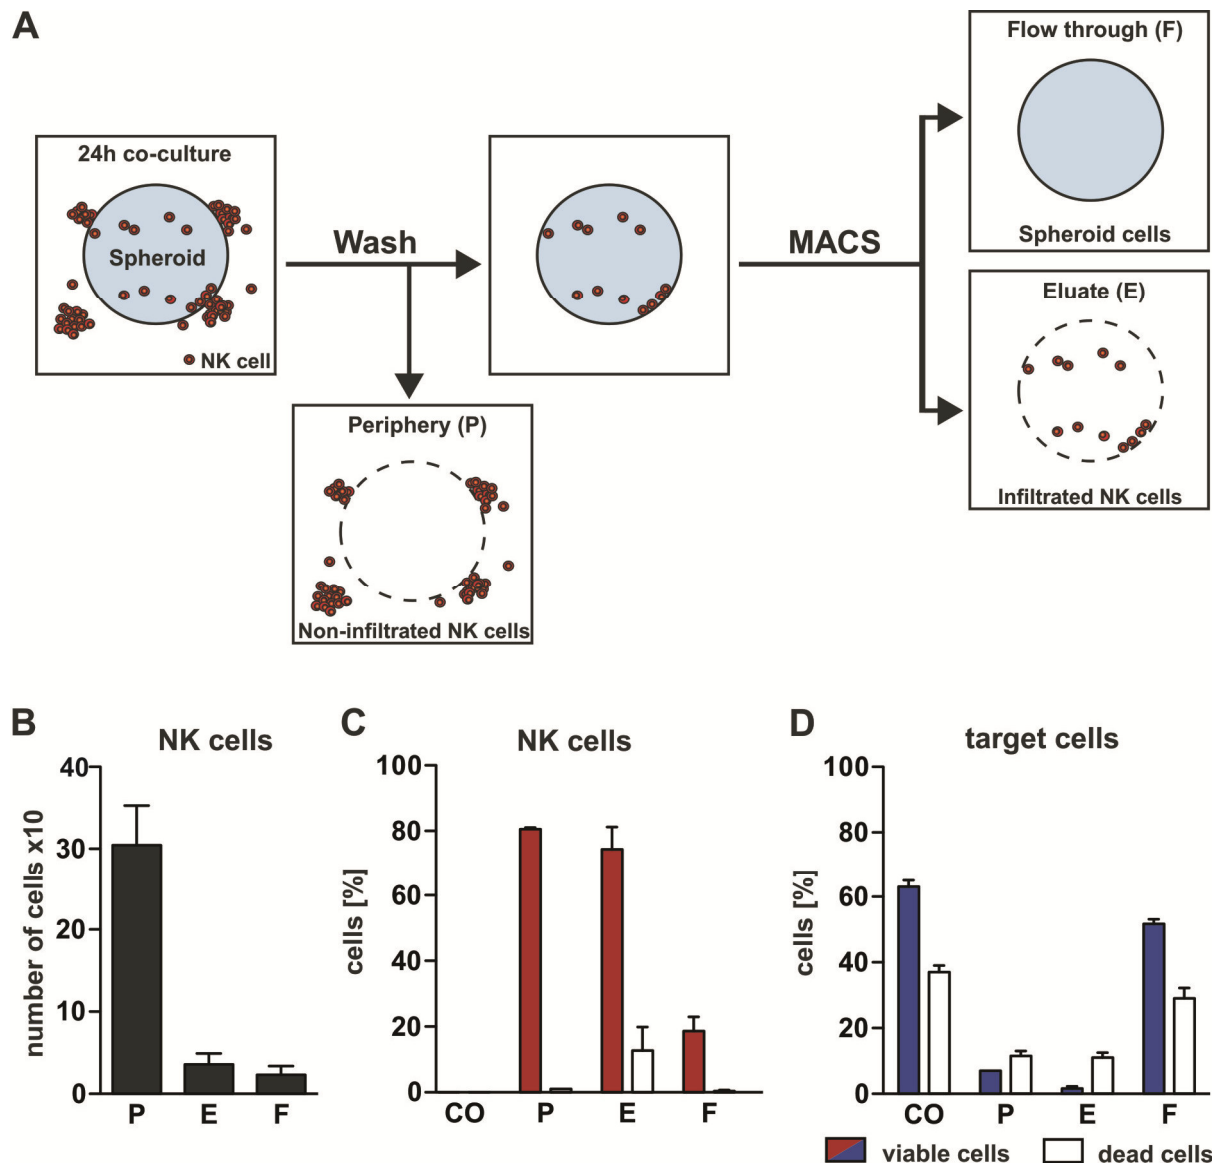 A
24h co-culture
Spheroid
NK cell
Wash
Periphery (P)
Non-infiltrated NK cells
MACS
Flow through (F)
Spheroid cells
Eluate (E)
Infiltrated NK cells
B
NK cells
number of cells x10
40
30
20
10
0
P E F
C
NK cells
cells [%]
100
80
60
40
20
0
CO P E F
D
target cells
cells [%]
100
80
60
40
20
0
CO P E F
viable cells dead cells